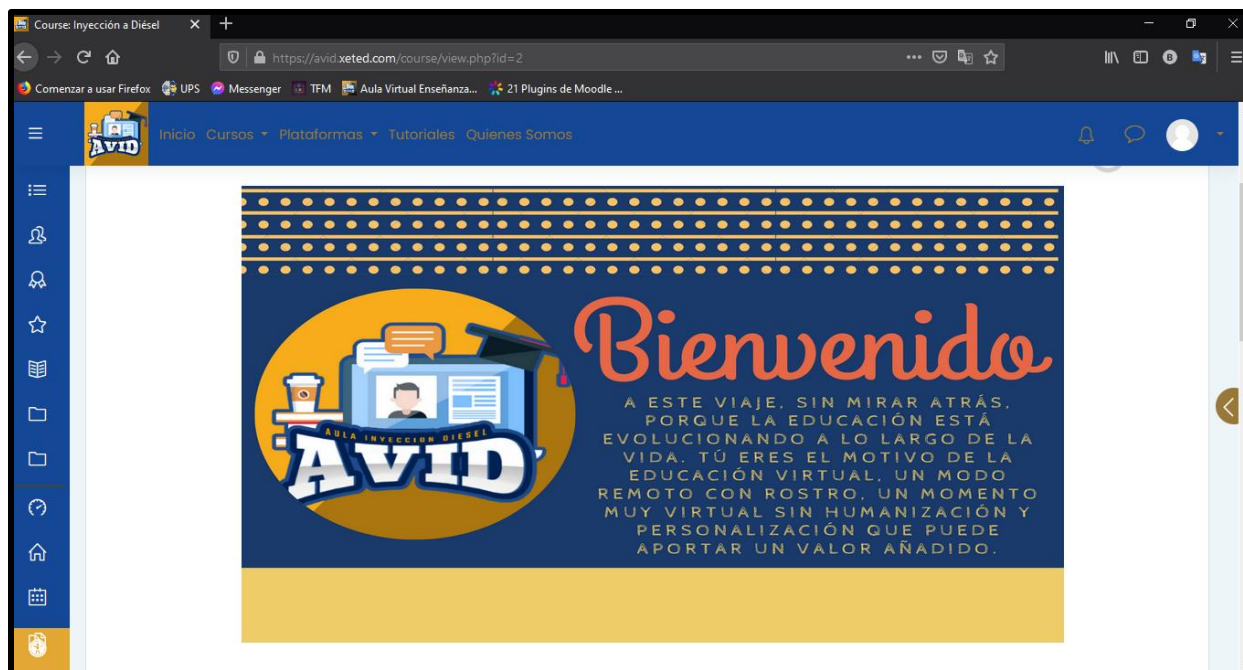 Course: Inyección a Diésel
https://avid.xeted.com/course/view.php?id=2
Comenzar a usar Firefox UPS Messenger TFM Aula Virtual Enseñanza... 21 Plugins de Moodle ...
AVID
Inicio Cursos Plataformas Tutoriales Quienes Somos
Bienvenido
A ESTE VIAJE, SIN MIRAR ATRÁS,
PORQUE LA EDUCACIÓN ESTÁ
EVOLUCIONANDO A LO LARGO DE LA
VIDA. TÚ ERES EL MOTIVO DE LA
EDUCACIÓN VIRTUAL, UN MODO
REMOTO CON ROSTRO, UN MOMENTO
MUY VIRTUAL SIN HUMANIZACIÓN Y
PERSONALIZACIÓN QUE PUEDE
APORTAR UN VALOR AÑADIDO.
AULA INYECCION DIESEL
AVID